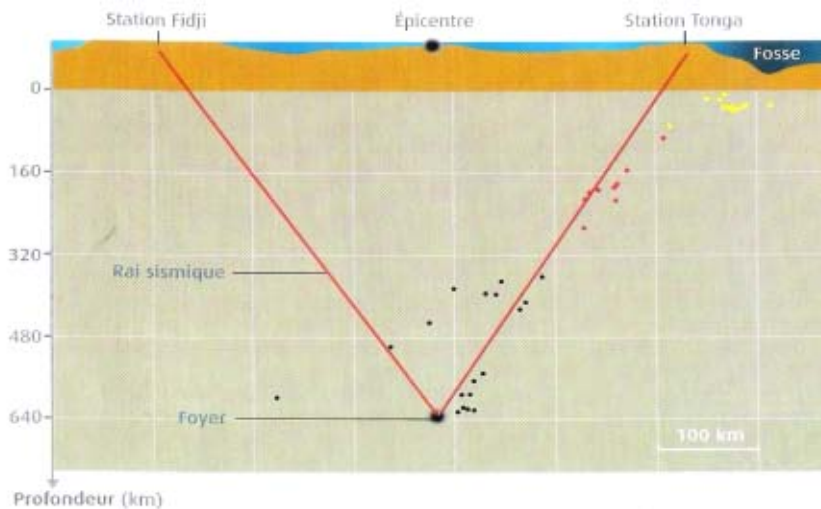 Station Fidji Épicentre Station Tonga
Fosse
0
160
320
Rai sismique
480
Foyer
640
100 km
Profondeur (km)